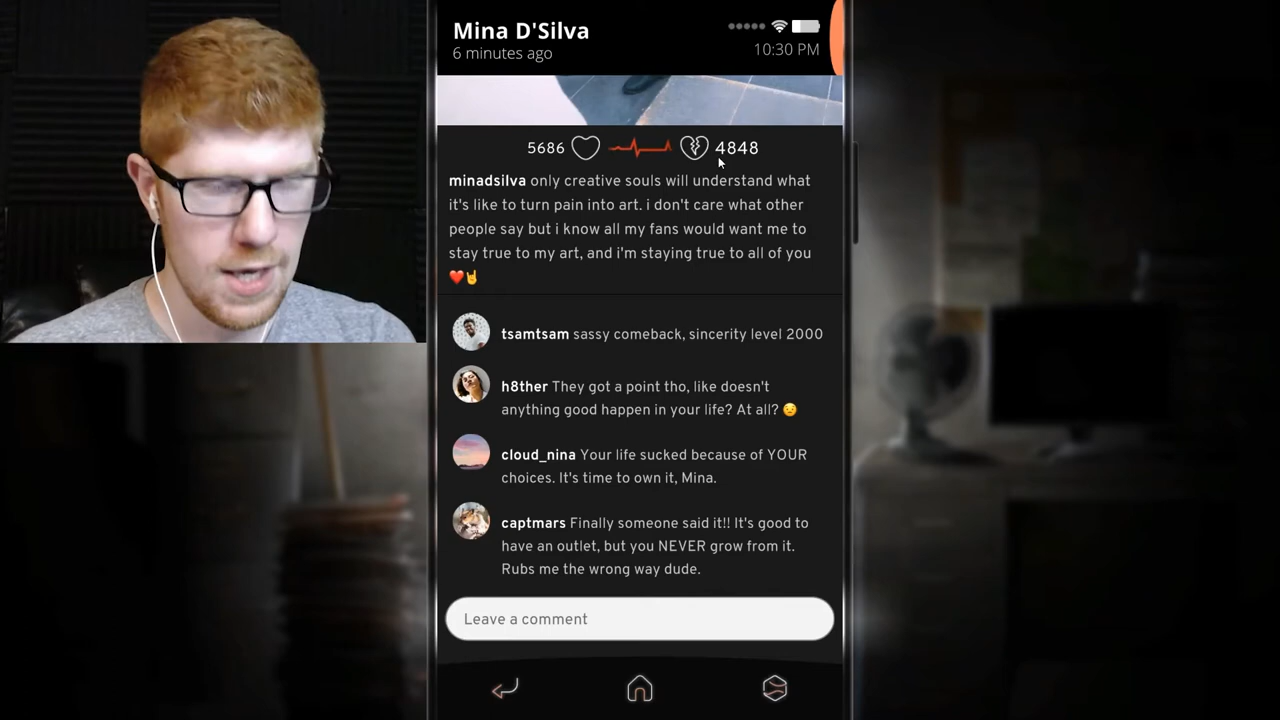 Mina D'Silva
6 minutes ago
10:30 PM
5686
4848
minadsilva only creative souls will understand what
it's like to turn pain into art. i don't care what other
people say but i know all my fans would want me to
stay true to my art, and i'm staying true to all of you
❤️🤘
tsamtsam sassy comeback, sincerity level 2000
h8ther They got a point tho, like doesn't
anything good happen in your life? At all? 😟
cloud_nina Your life sucked because of YOUR
choices. It's time to own it, Mina.
captmars Finally someone said it!! It's good to
have an outlet, but you NEVER grow from it.
Rubs me the wrong way dude.
Leave a comment